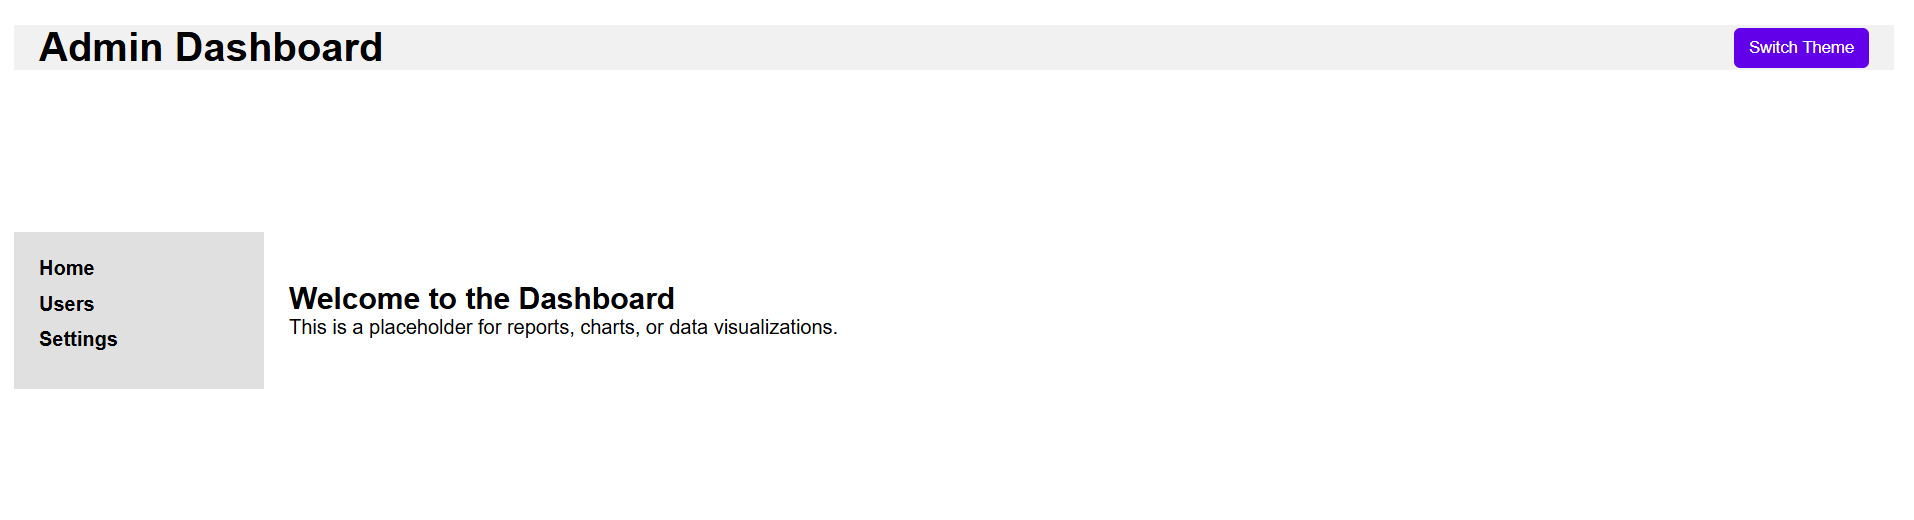 Admin Dashboard
Switch Theme
Home
Users
Settings
Welcome to the Dashboard
This is a placeholder for reports, charts, or data visualizations.